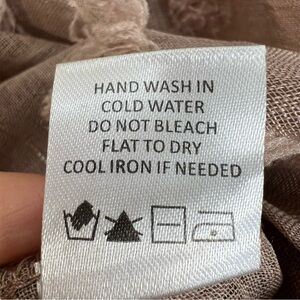 HAND WASH IN
COLD WATER
DO NOT BLEACH
FLAT TO DRY
COOL IRON IF NEEDED